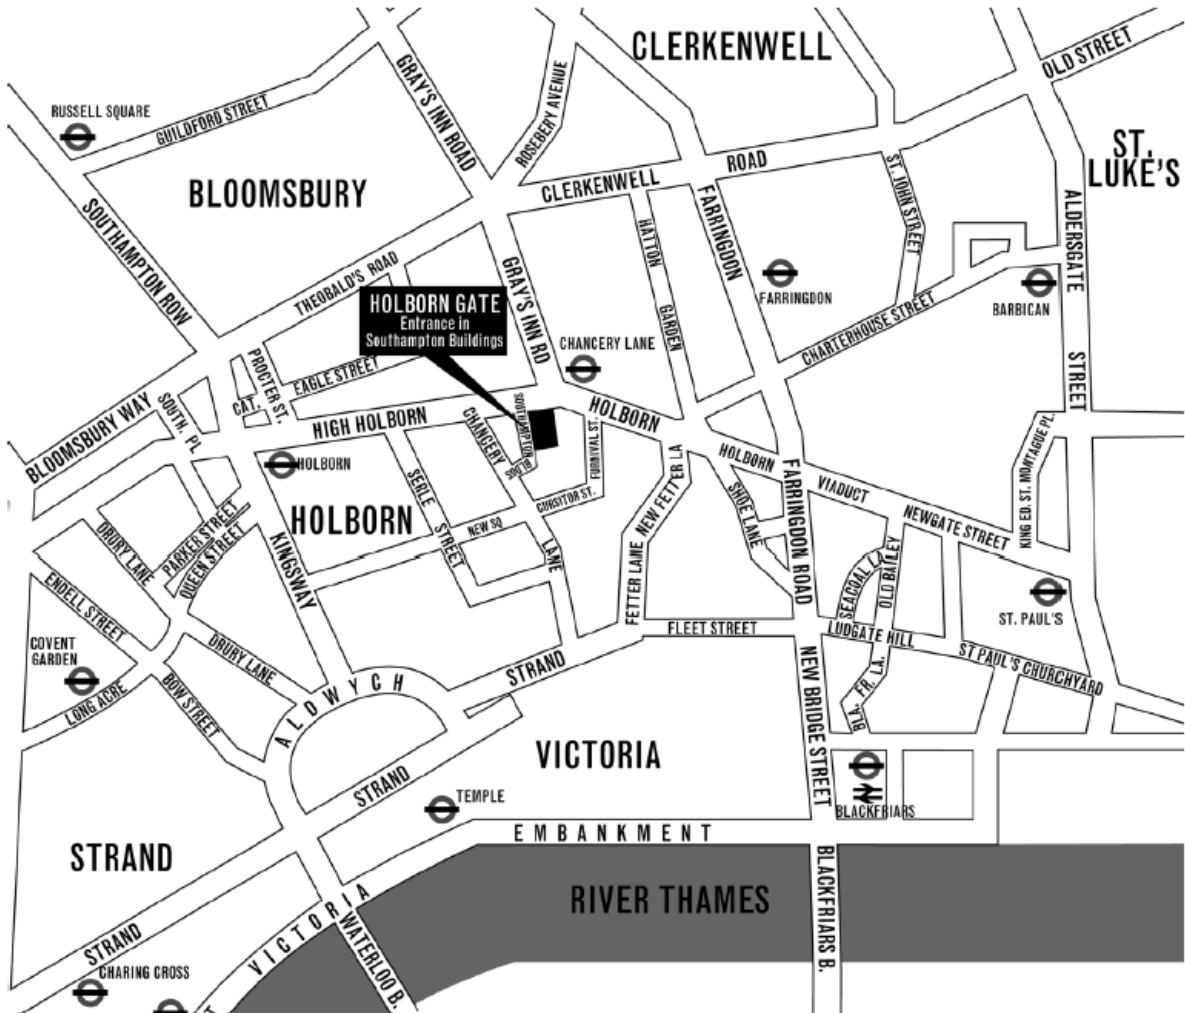 CLERKENWELL
OLD STREET
RUSSELL SQUARE
GUILDFORD STREET
GRAY'S INN ROAD
ROSEBERY AVENUE
ST.
LUKE'S
BLOOMSBURY
CLERKENWELL
ROAD
ST. JOHN STREET
SOUTHAMPTON ROW
HATTON
GARDEN
FARRINGDON
ALDERSGATE
STREET
THEOBALD'S ROAD
GRAY'S INN RD
FARRINGDON
BARBICAN
HOLBORN GATE
Entrance in
Southampton Buildings
CHARTERHOUSE STREET
CHANCERY LANE
PROCTER ST.
EAGLE STREET
CAT.
BLOOMSBURY WAY
SOUTH. PL
HIGH HOLBORN
CHANCERY
LANE
SOUTHAMPTON
BLDGS
FURNIVAL ST.
HOLBORN
KING ED. ST. MONTAGUE PL.
HOLBORN
HOLBORN
VIADUCT
HOLBORN
SERLE
STREET
CURSITOR ST.
NEW SQ
NEW FETTER LA
SHOE LANE
FARRINGDON ROAD
NEWGATE STREET
DRURY LANE
PARKER STREET
QUEEN STREET
KINGSWAY
FETTER LANE
SEACOAL LA
OLD BAILEY
ENDELL STREET
ST. PAUL'S
COVENT
GARDEN
DRURY LANE
FLEET STREET
LUDGATE HILL
ST PAUL'S CHURCHYARD
LONG ACRE
BOW STREET
ALDWYCH
STRAND
NEW BRIDGE STREET
BLA. FR. LA.
VICTORIA
STRAND
TEMPLE
BLACKFRIARS
EMBANKMENT
STRAND
RIVER THAMES
BLACKFRIARS B.
STRAND
VICTORIA
WATERLOO B.
CHARING CROSS
T